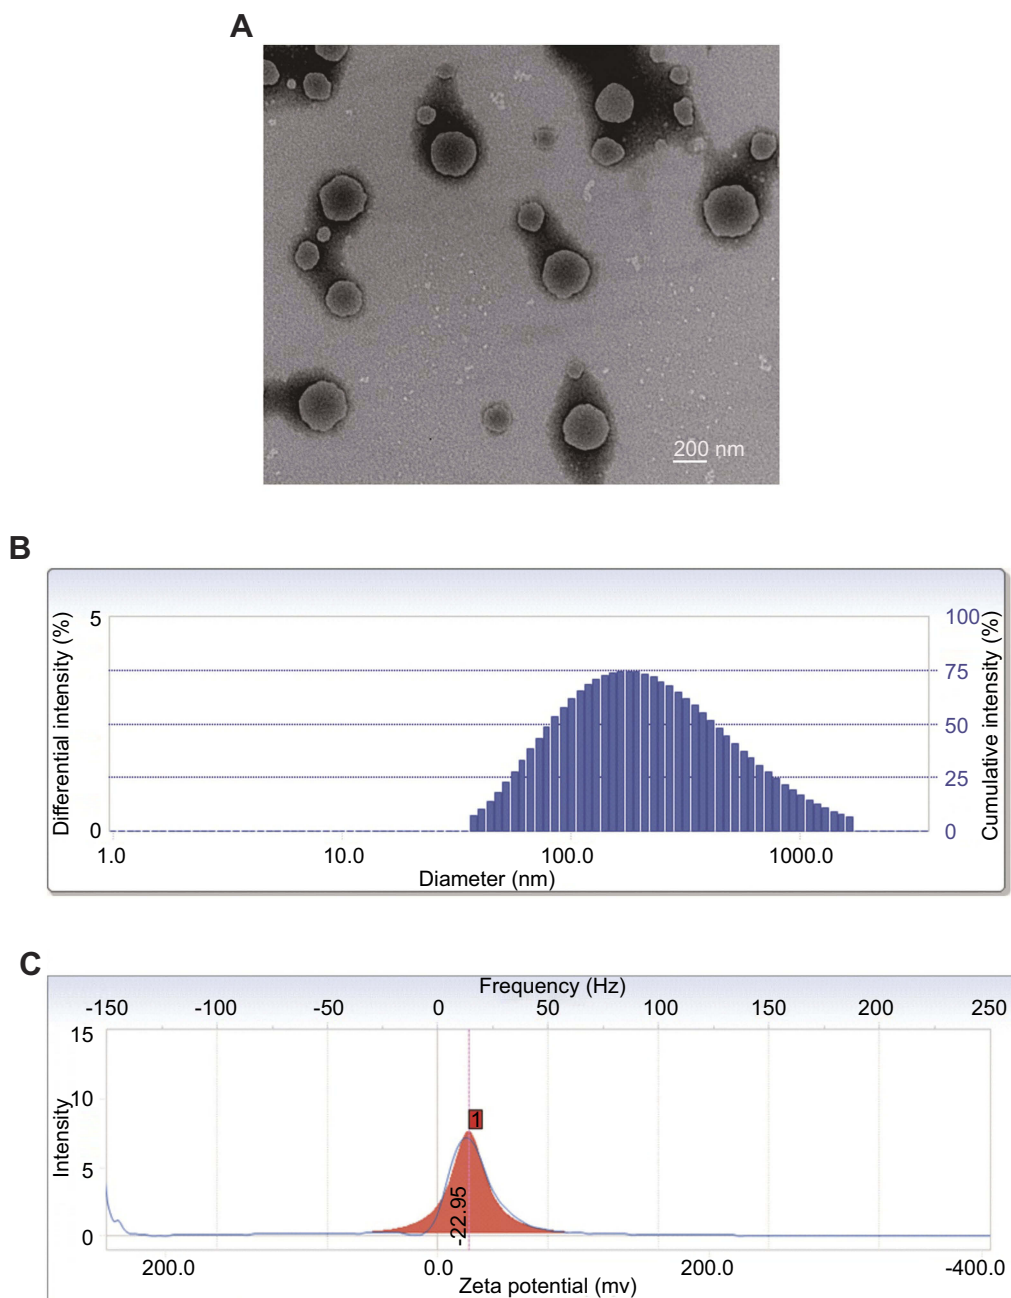 A
200 nm
B
Differential intensity (%)
5
0
100
75
50
25
0
Cumulative intensity (%)
1.0 10.0 100.0 1000.0
Diameter (nm)
C
Frequency (Hz)
-150 -100 -50 0 50 100 150 200 250
Intensity
15
10
5
0
1
-22.95
200.0 0.0 200.0 -400.0
Zeta potential (mv)